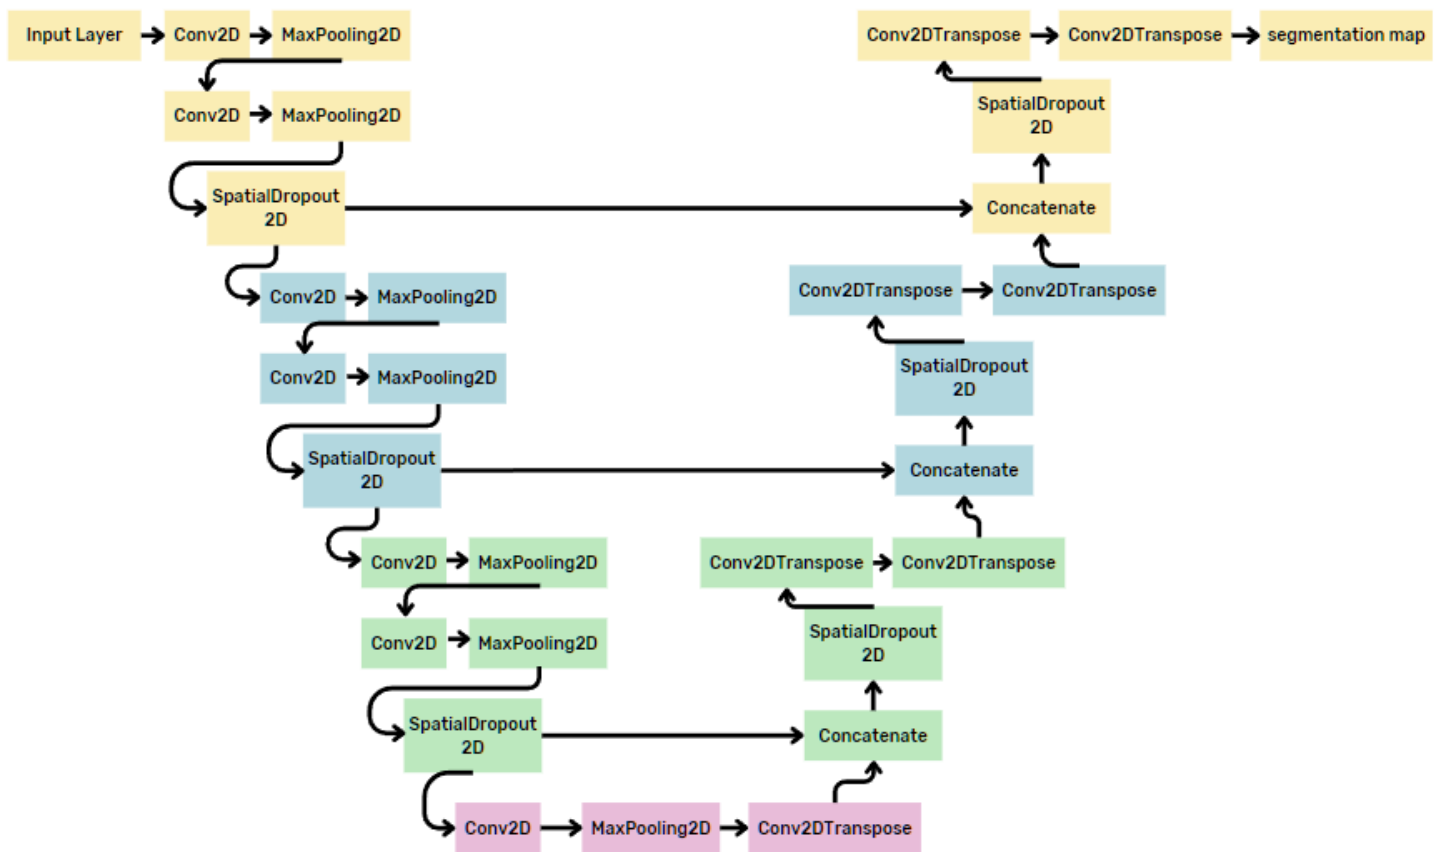 Input Layer
Conv2D
MaxPooling2D
Conv2DTranspose
Conv2DTranspose
segmentation map
Conv2D
MaxPooling2D
SpatialDropout
2D
SpatialDropout
2D
Concatenate
Conv2D
MaxPooling2D
Conv2DTranspose
Conv2DTranspose
Conv2D
MaxPooling2D
SpatialDropout
2D
SpatialDropout
2D
Concatenate
Conv2D
MaxPooling2D
Conv2DTranspose
Conv2DTranspose
Conv2D
MaxPooling2D
SpatialDropout
2D
SpatialDropout
2D
Concatenate
Conv2D
MaxPooling2D
Conv2DTranspose